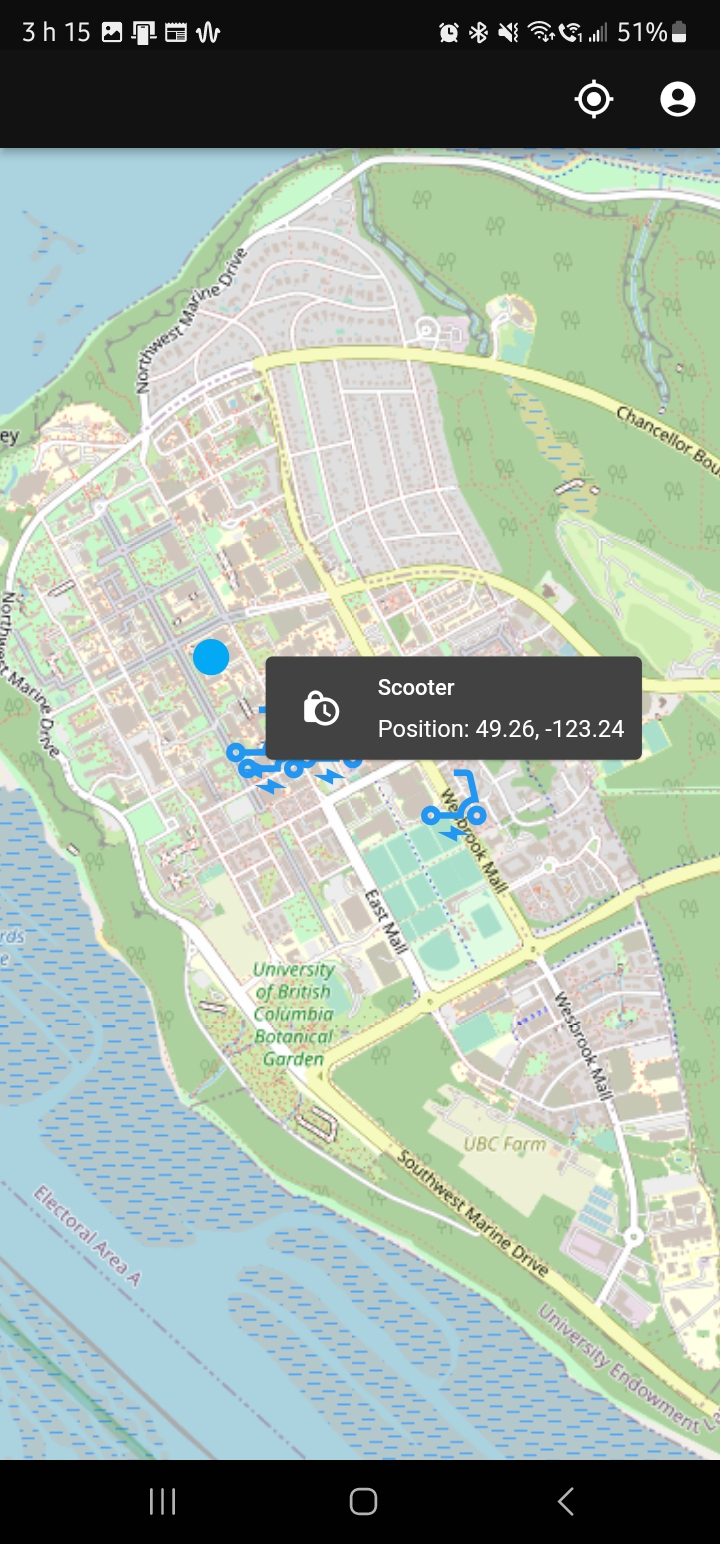 3 h 15
51%
Northwest Marine Drive
ey
Chancellor Bou
Northwest Marine Drive
Scooter
Position: 49.26, -123.24
Wesbrook Mall
East Mall
rds
e
University
of British
Columbia
Botanical
Garden
Wesbrook Mall
UBC Farm
Southwest Marine Drive
Electoral Area A
University Endowment L